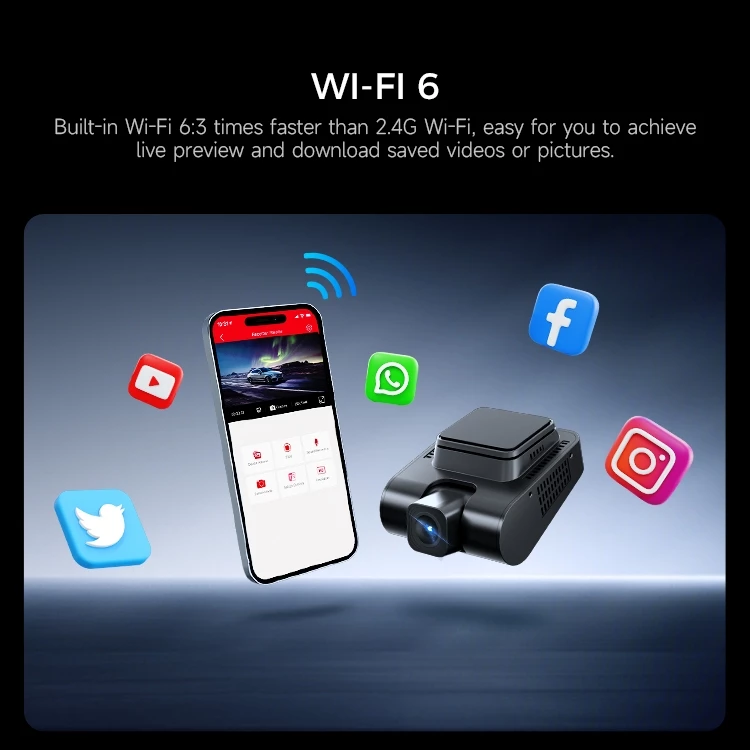 WI-FI 6
Built-in Wi-Fi 6:3 times faster than 2.4G Wi-Fi, easy for you to achieve
live preview and download saved videos or pictures.